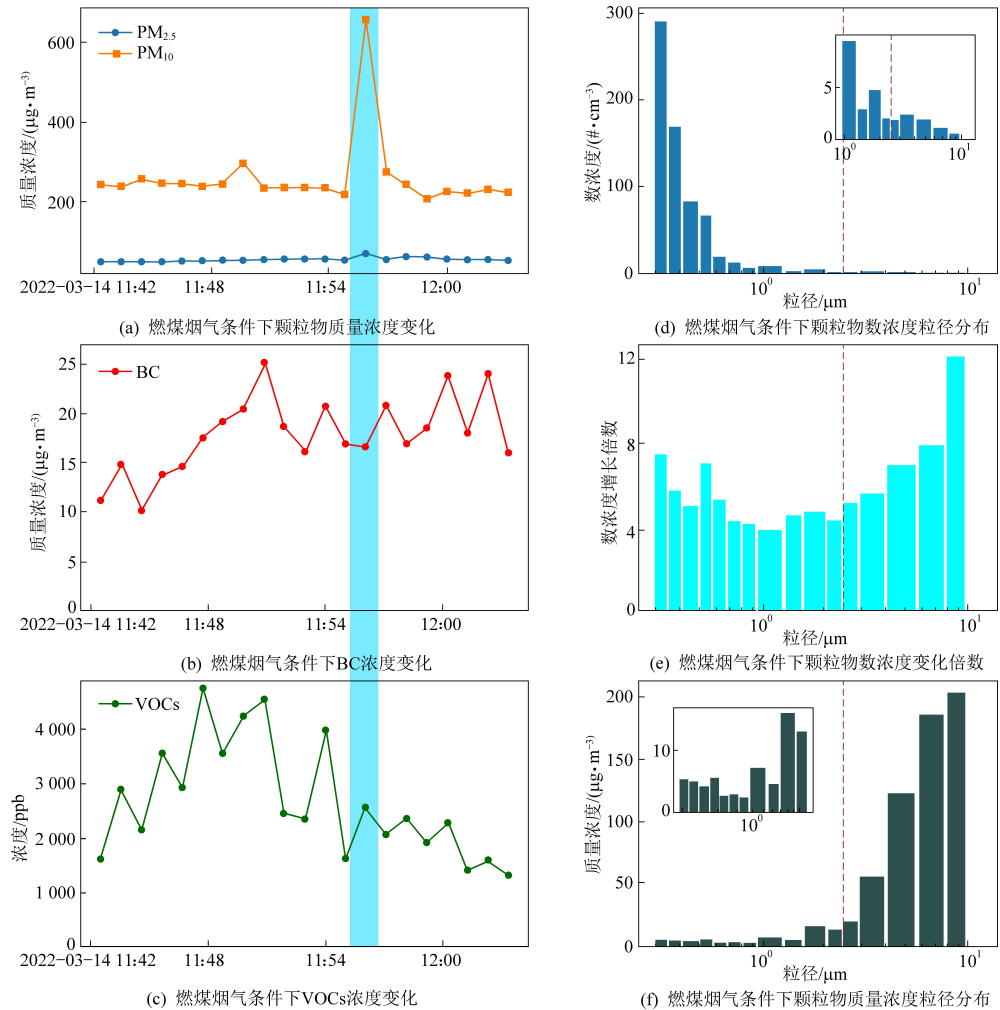 PM2.5
PM10
600
400
200
质量浓度/(μg•m−3)
2022−03−14 11:42
11:48
11:54
12:00
(a) 燃煤烟气条件下颗粒物质量浓度变化
300
200
100
0
数浓度/(#•cm−3)
5
0
10⁰
10¹
10⁰
10¹
粒径/μm
(d) 燃煤烟气条件下颗粒物数浓度粒径分布
BC
25
20
15
10
5
0
质量浓度/(μg•m−3)
2022−03−14 11:42
11:48
11:54
12:00
(b) 燃煤烟气条件下BC浓度变化
12
8
4
0
数浓度增长倍数
10⁰
10¹
粒径/μm
(e) 燃煤烟气条件下颗粒物数浓度变化倍数
VOCs
4 000
3 000
2 000
1 000
0
浓度/ppb
2022−03−14 11:42
11:48
11:54
12:00
(c) 燃煤烟气条件下VOCs浓度变化
200
150
100
50
0
质量浓度/(μg•m−3)
10
0
10⁰
10⁰
10¹
粒径/μm
(f) 燃煤烟气条件下颗粒物质量浓度粒径分布